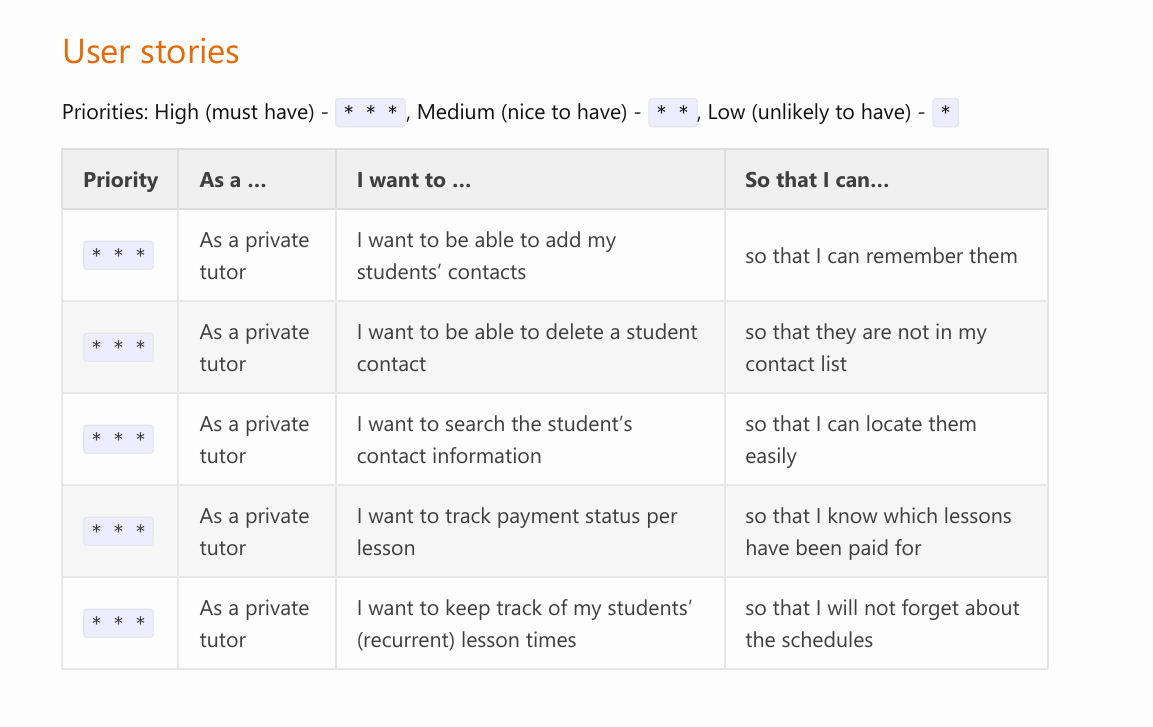 User stories
Priorities: High (must have) - * * *, Medium (nice to have) - * *, Low (unlikely to have) - *
Priority As a … I want to … So that I can…
* * * As a private tutor I want to be able to add my students’ contacts so that I can remember them
* * * As a private tutor I want to be able to delete a student contact so that they are not in my contact list
* * * As a private tutor I want to search the student’s contact information so that I can locate them easily
* * * As a private tutor I want to track payment status per lesson so that I know which lessons have been paid for
* * * As a private tutor I want to keep track of my students’ (recurrent) lesson times so that I will not forget about the schedules